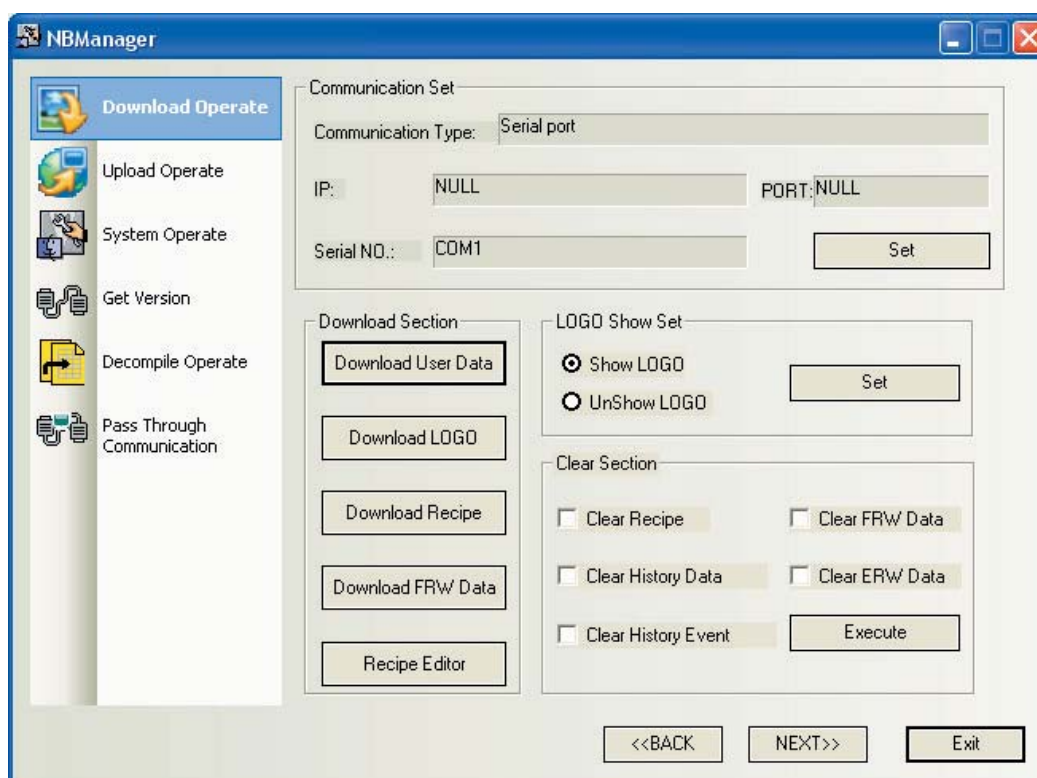 NBManager
Download Operate
Upload Operate
System Operate
Get Version
Decompile Operate
Pass Through
Communication
Communication Set
Communication Type: Serial port
IP: NULL PORT: NULL
Serial NO.: COM1 Set
Download Section
Download User Data
Download LOGO
Download Recipe
Download FRW Data
Recipe Editor
LOGO Show Set
Show LOGO
UnShow LOGO
Set
Clear Section
Clear Recipe Clear FRW Data
Clear History Data Clear ERW Data
Clear History Event Execute
<<BACK NEXT>> Exit